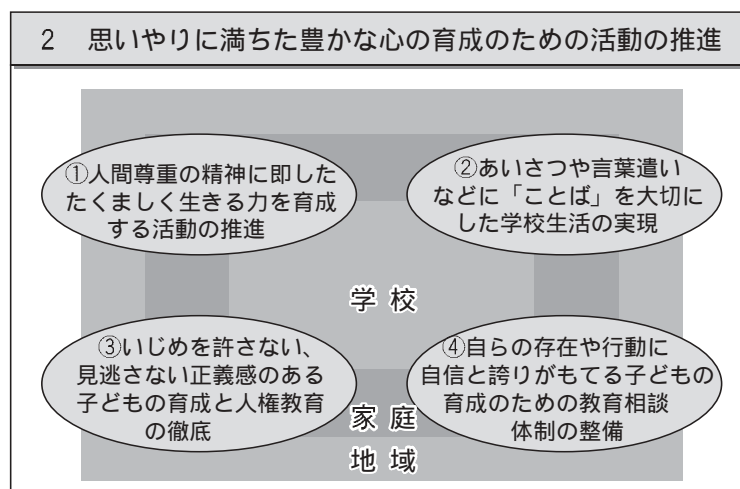 2 思いやりに満ちた豊かな心の育成のための活動の推進
①人間尊重の精神に即した
たくましく生きる力を育成
する活動の推進
②あいさつや言葉遣い
などに「ことば」を大切に
した学校生活の実現
学校
③いじめを許さない、
見逃さない正義感のある
子どもの育成と人権教育
の徹底
④自らの存在や行動に
自信と誇りがもてる子どもの
育成のための教育相談
体制の整備
家庭
地域